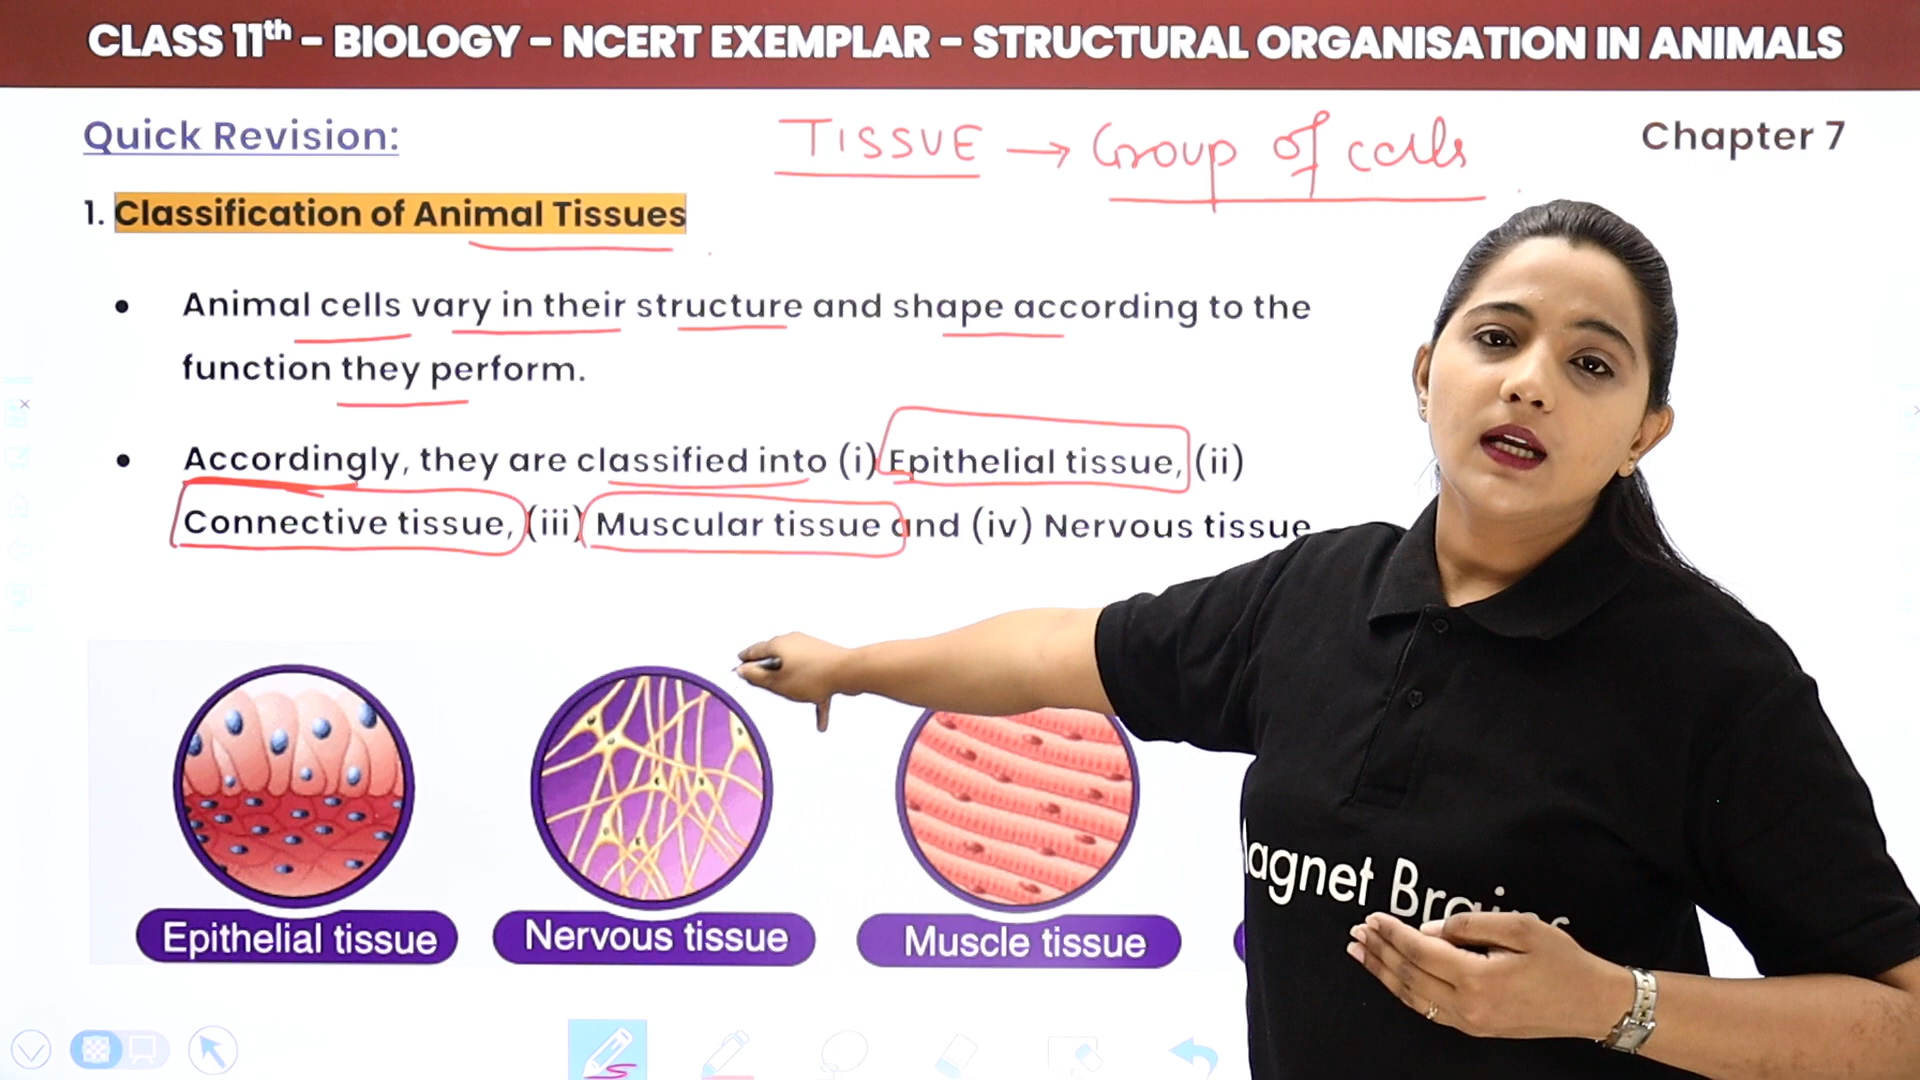 CLASS 11th – BIOLOGY – NCERT EXEMPLAR – STRUCTURAL ORGANISATION IN ANIMALS
Quick Revision:
TISSUE → Group of cells
Chapter 7
1. Classification of Animal Tissues
• Animal cells vary in their structure and shape according to the
function they perform.
• Accordingly, they are classified into (i) Epithelial tissue, (ii)
Connective tissue, (iii) Muscular tissue and (iv) Nervous tissue
Epithelial tissue
Nervous tissue
Muscle tissue
agnet Brains